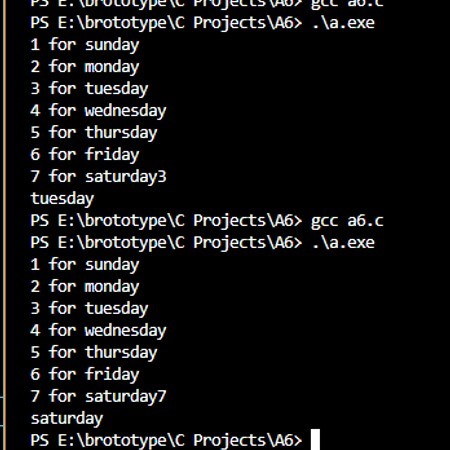 PS E:\brototype\C Projects\A6> gcc a6.c
PS E:\brototype\C Projects\A6> .\a.exe
1 for sunday
2 for monday
3 for tuesday
4 for wednesday
5 for thursday
6 for friday
7 for saturday3
tuesday
PS E:\brototype\C Projects\A6> gcc a6.c
PS E:\brototype\C Projects\A6> .\a.exe
1 for sunday
2 for monday
3 for tuesday
4 for wednesday
5 for thursday
6 for friday
7 for saturday7
saturday
PS E:\brototype\C Projects\A6>